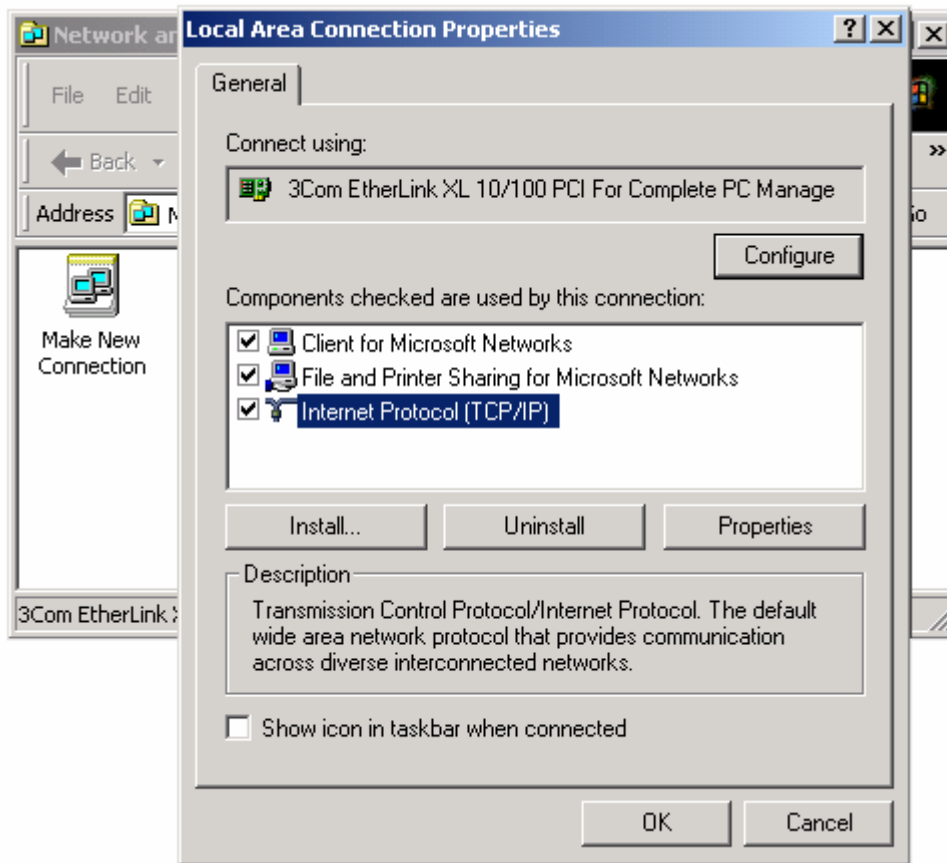 Network an
Local Area Connection Properties
File Edit
General
Back
Connect using:
3Com EtherLink XL 10/100 PCI For Complete PC Manage
Address
Configure
Components checked are used by this connection:
Make New
Connection
Client for Microsoft Networks
File and Printer Sharing for Microsoft Networks
Internet Protocol (TCP/IP)
Install... Uninstall Properties
Description
Transmission Control Protocol/Internet Protocol. The default
wide area network protocol that provides communication
across diverse interconnected networks.
3Com EtherLink
Show icon in taskbar when connected
OK Cancel